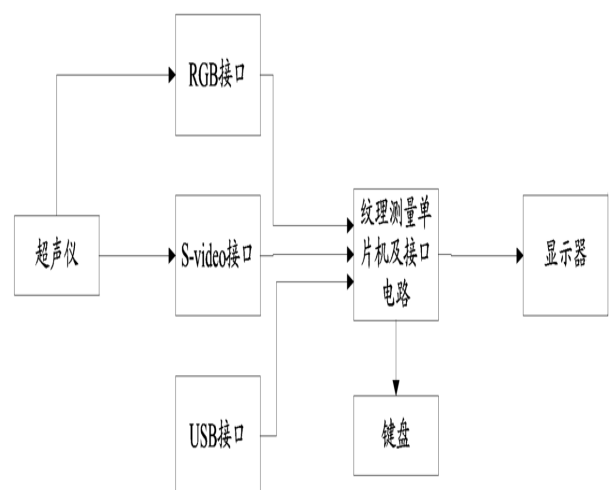 RGB接口
超声仪
S-video接口
纹理测量单
片机及接口
电路
显示器
USB接口
键盘